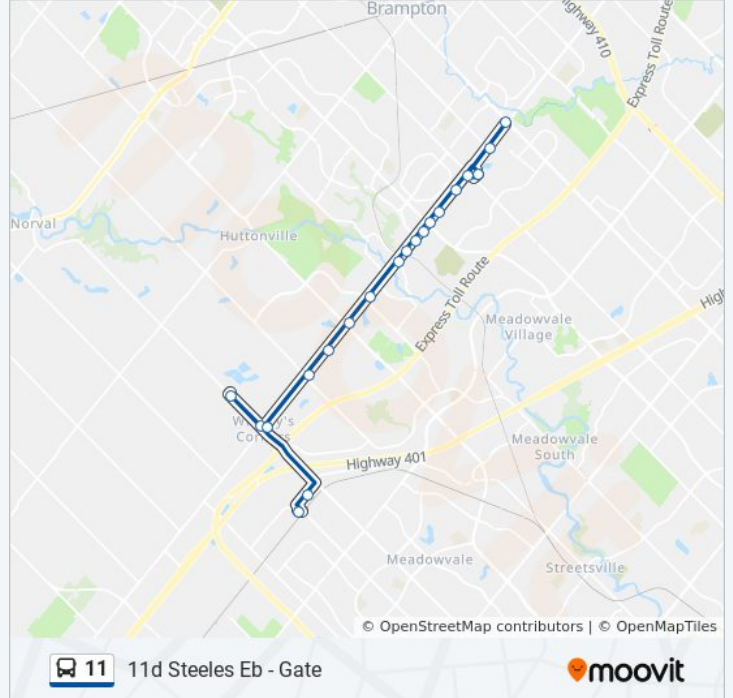 Brampton
Highway 410
Express Toll Route
Norval
Huttonville
Express Toll Route
Meadowvale
Village
High
Meadowvale
South
Highway 401
Meadowvale
Streetsville
© OpenStreetMap contributors | © OpenMapTiles
11 11d Steeles Eb - Gate
moovit